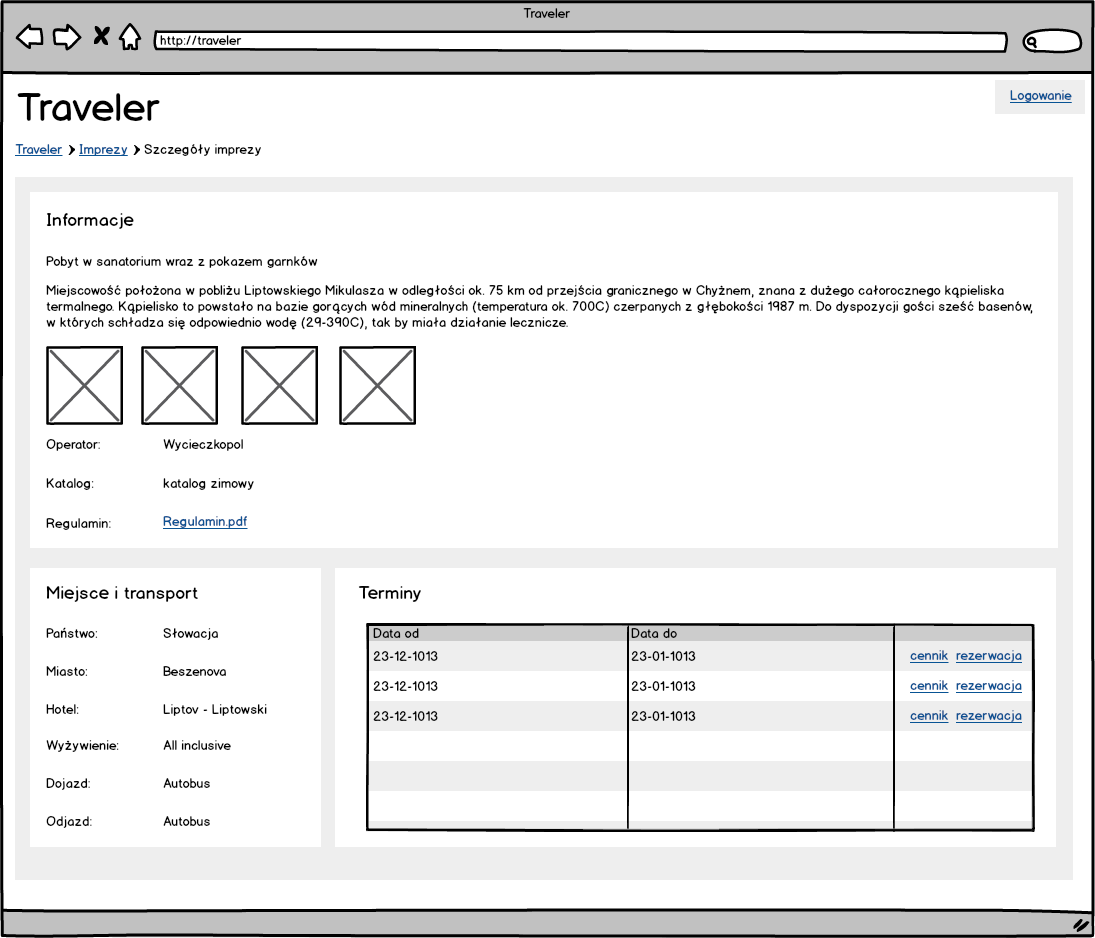 Traveler
http://traveler
Traveler
Logowanie
Traveler Imprezy Szczegóły imprezy
Informacje
Pobyt w sanatorium wraz z pokazem garnków
Miejscowość położona w pobliżu Liptowskiego Mikulasza w odległości ok. 75 km od przejścia granicznego w Chyżnem, znana z dużego całorocznego kąpieliska
termalnego. Kąpielisko to powstało na bazie gorących wód mineralnych (temperatura ok. 700C) czerpanych z głębokości 1987 m. Do dyspozycji gości sześć basenów,
w których schładza się odpowiednio wodę (29-390C), tak by miała działanie lecznicze.
Operator: Wycieczkopol
Katalog: katalog zimowy
Regulamin: Regulamin.pdf
Miejsce i transport
Państwo: Słowacja
Miasto: Beszenova
Hotel: Liptov - Liptowski
Wyżywienie: All inclusive
Dojazd: Autobus
Odjazd: Autobus
Terminy
Data od Data do
23-12-1013 23-01-1013 cennik rezerwacja
23-12-1013 23-01-1013 cennik rezerwacja
23-12-1013 23-01-1013 cennik rezerwacja